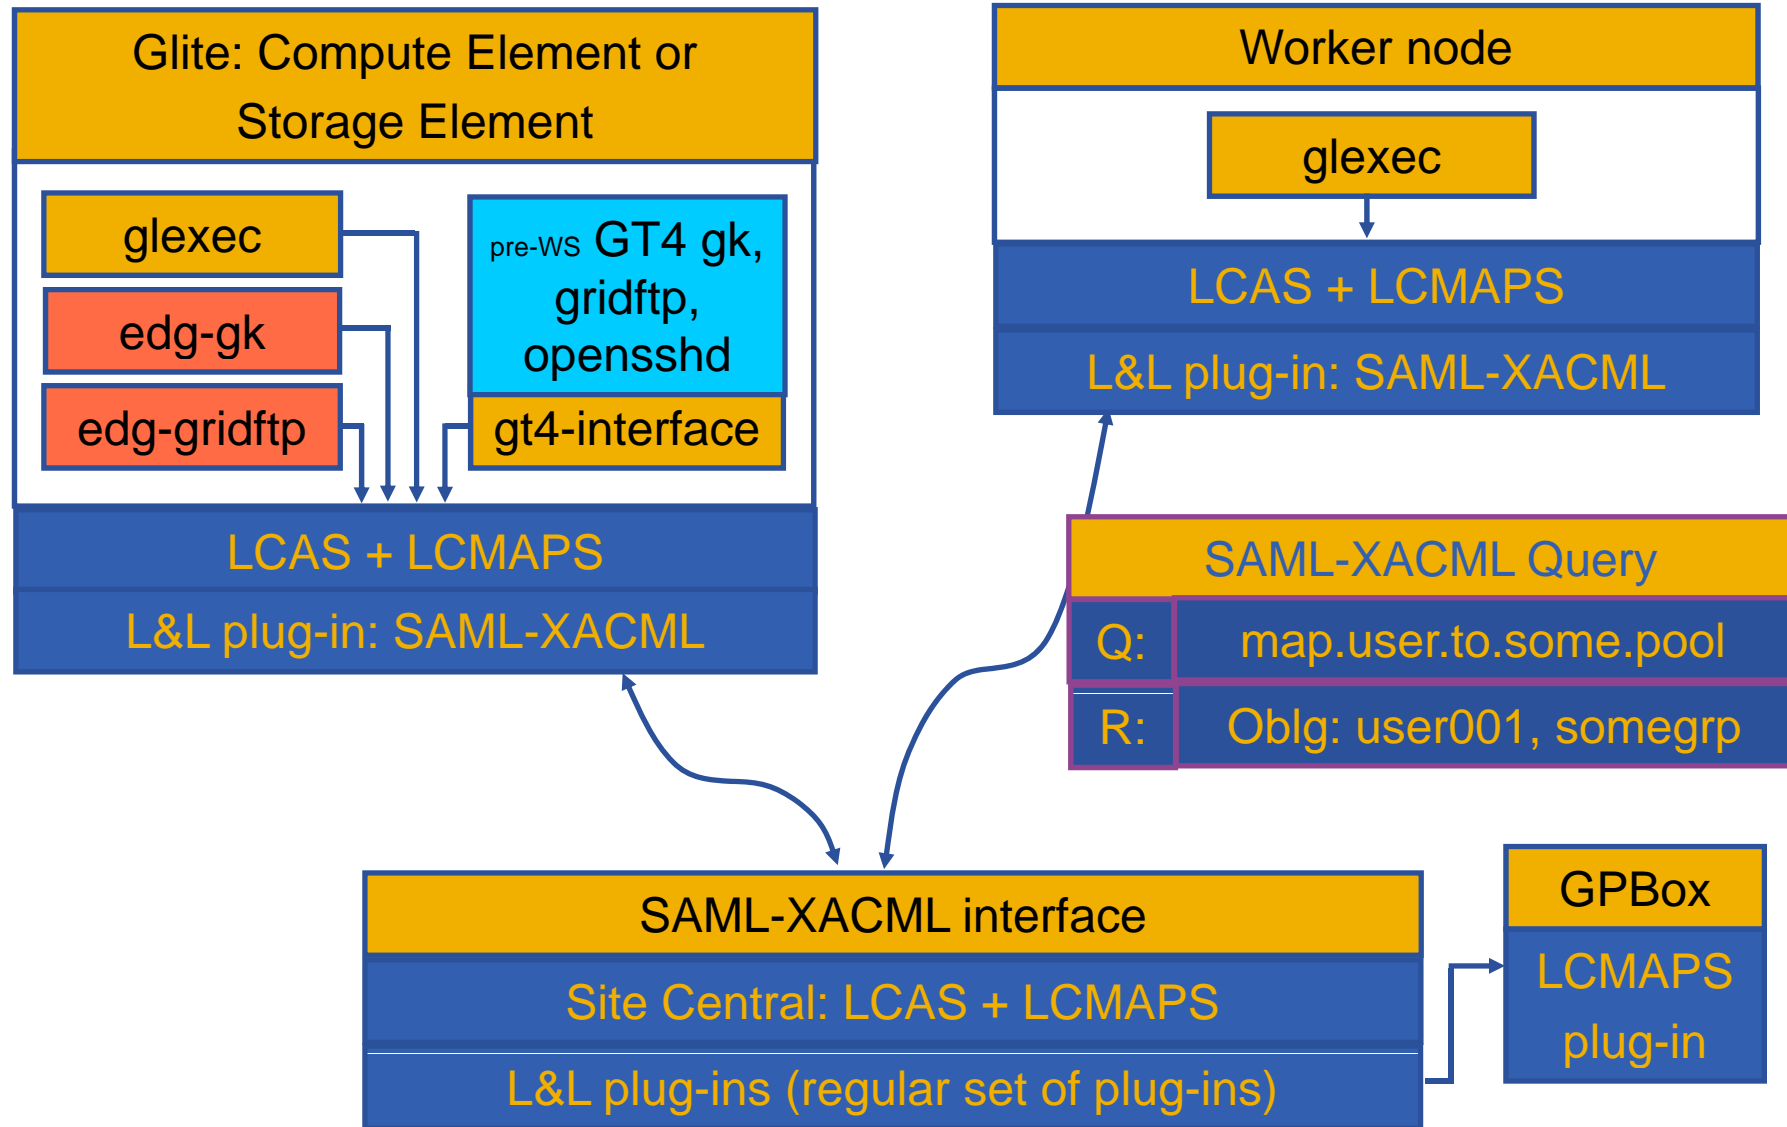 Glite: Compute Element or
Storage Element
glexec
edg-gk
edg-gridftp
pre-WS GT4 gk,
gridftp,
opensshd
gt4-interface
LCAS + LCMAPS
L&L plug-in: SAML-XACML
Worker node
glexec
LCAS + LCMAPS
L&L plug-in: SAML-XACML
SAML-XACML Query
Q: map.user.to.some.pool
R: Oblg: user001, somegrp
SAML-XACML interface
Site Central: LCAS + LCMAPS
L&L plug-ins (regular set of plug-ins)
GPBox
LCMAPS
plug-in